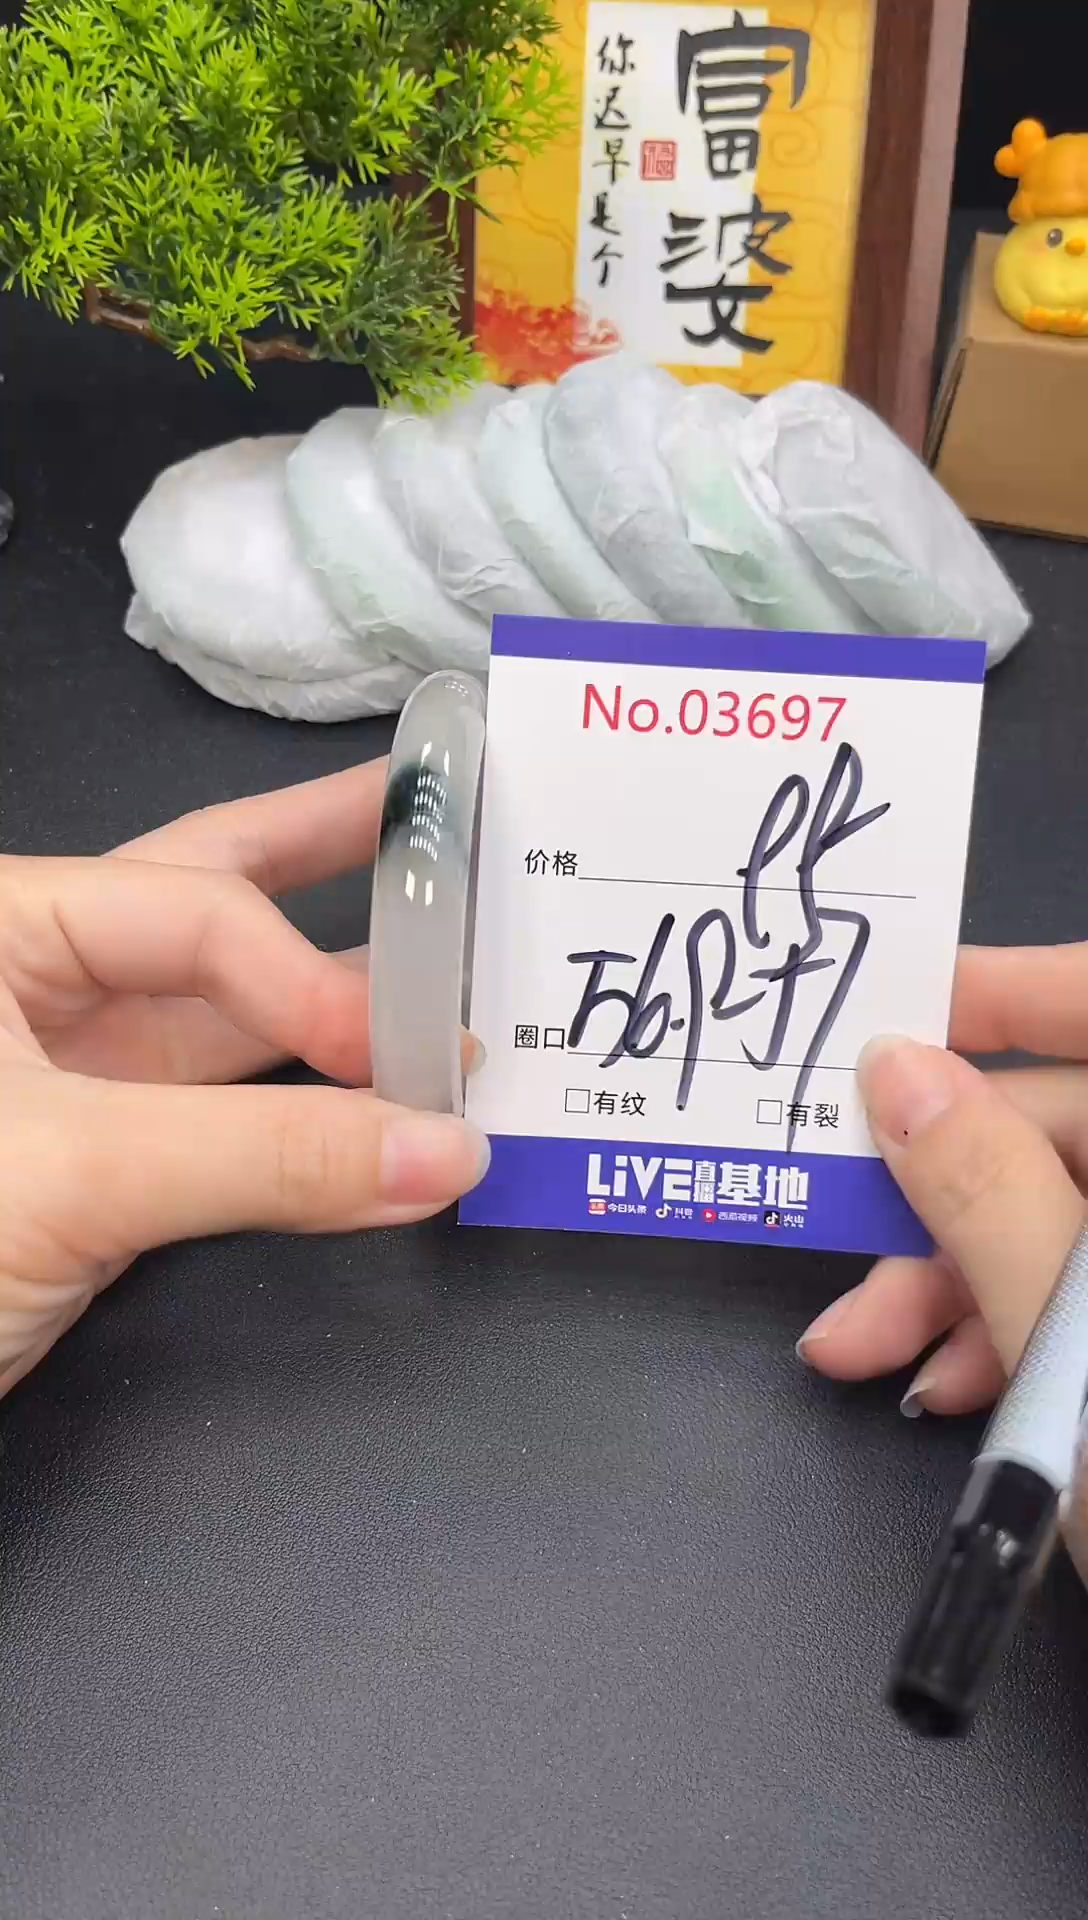 你迟早是个
富婆
福
No.03697
价格
圈口 56.9
□有纹 □有裂
LiVE直播基地
今日头条 抖音 西瓜视频 火山